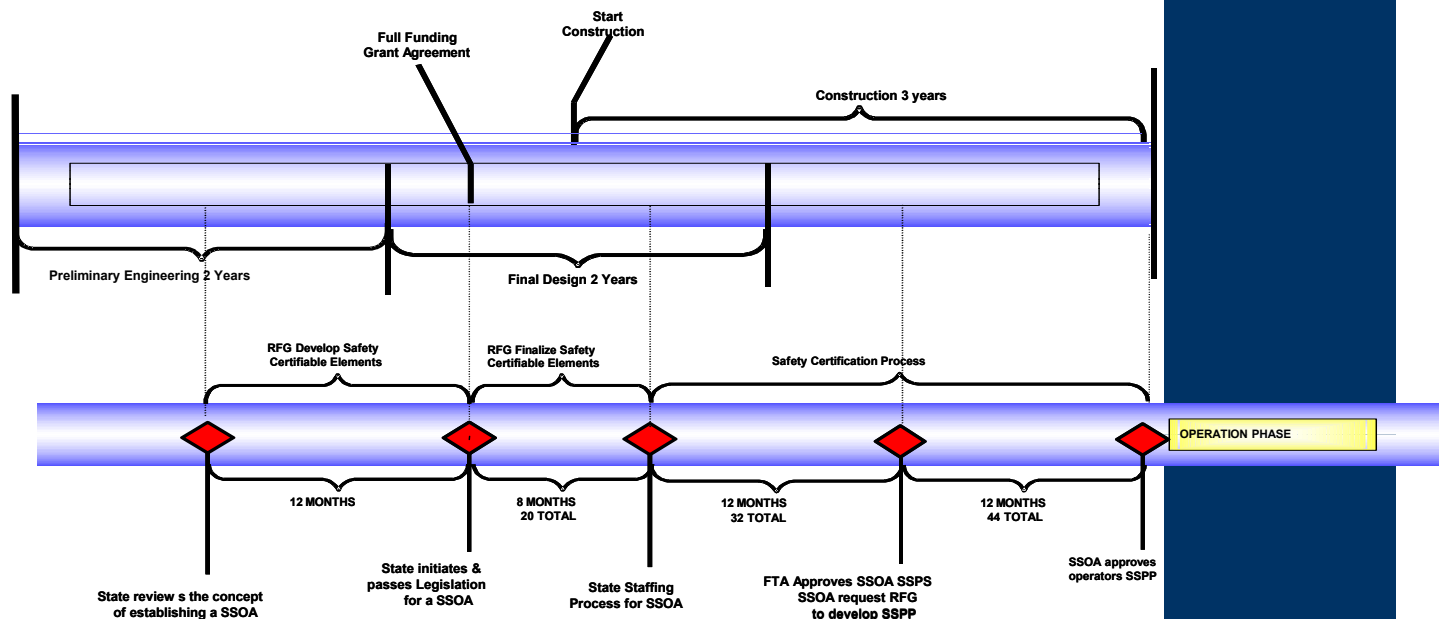 Start
Construction
Full Funding
Grant Agreement
Construction 3 years
Preliminary Engineering 2 Years
Final Design 2 Years
RFG Develop Safety
Certifiable Elements
RFG Finalize Safety
Certifiable Elements
Safety Certification Process
OPERATION PHASE
12 MONTHS
8 MONTHS
20 TOTAL
12 MONTHS
32 TOTAL
12 MONTHS
44 TOTAL
State review s the concept
of establishing a SSOA
State initiates &
passes Legislation
for a SSOA
State Staffing
Process for SSOA
FTA Approves SSOA SSPS
SSOA request RFG
to develop SSPP
SSOA approves
operators SSPP